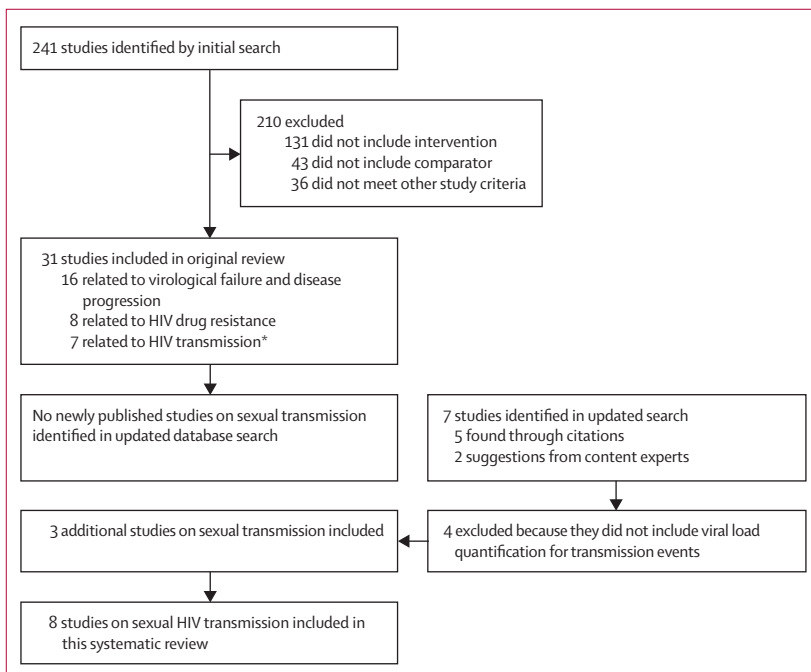 241 studies identified by initial search
210 excluded
131 did not include intervention
43 did not include comparator
36 did not meet other study criteria
31 studies included in original review
16 related to virological failure and disease
progression
8 related to HIV drug resistance
7 related to HIV transmission*
No newly published studies on sexual transmission
identified in updated database search
7 studies identified in updated search
5 found through citations
2 suggestions from content experts
3 additional studies on sexual transmission included
4 excluded because they did not include viral load
quantification for transmission events
8 studies on sexual HIV transmission included in
this systematic review